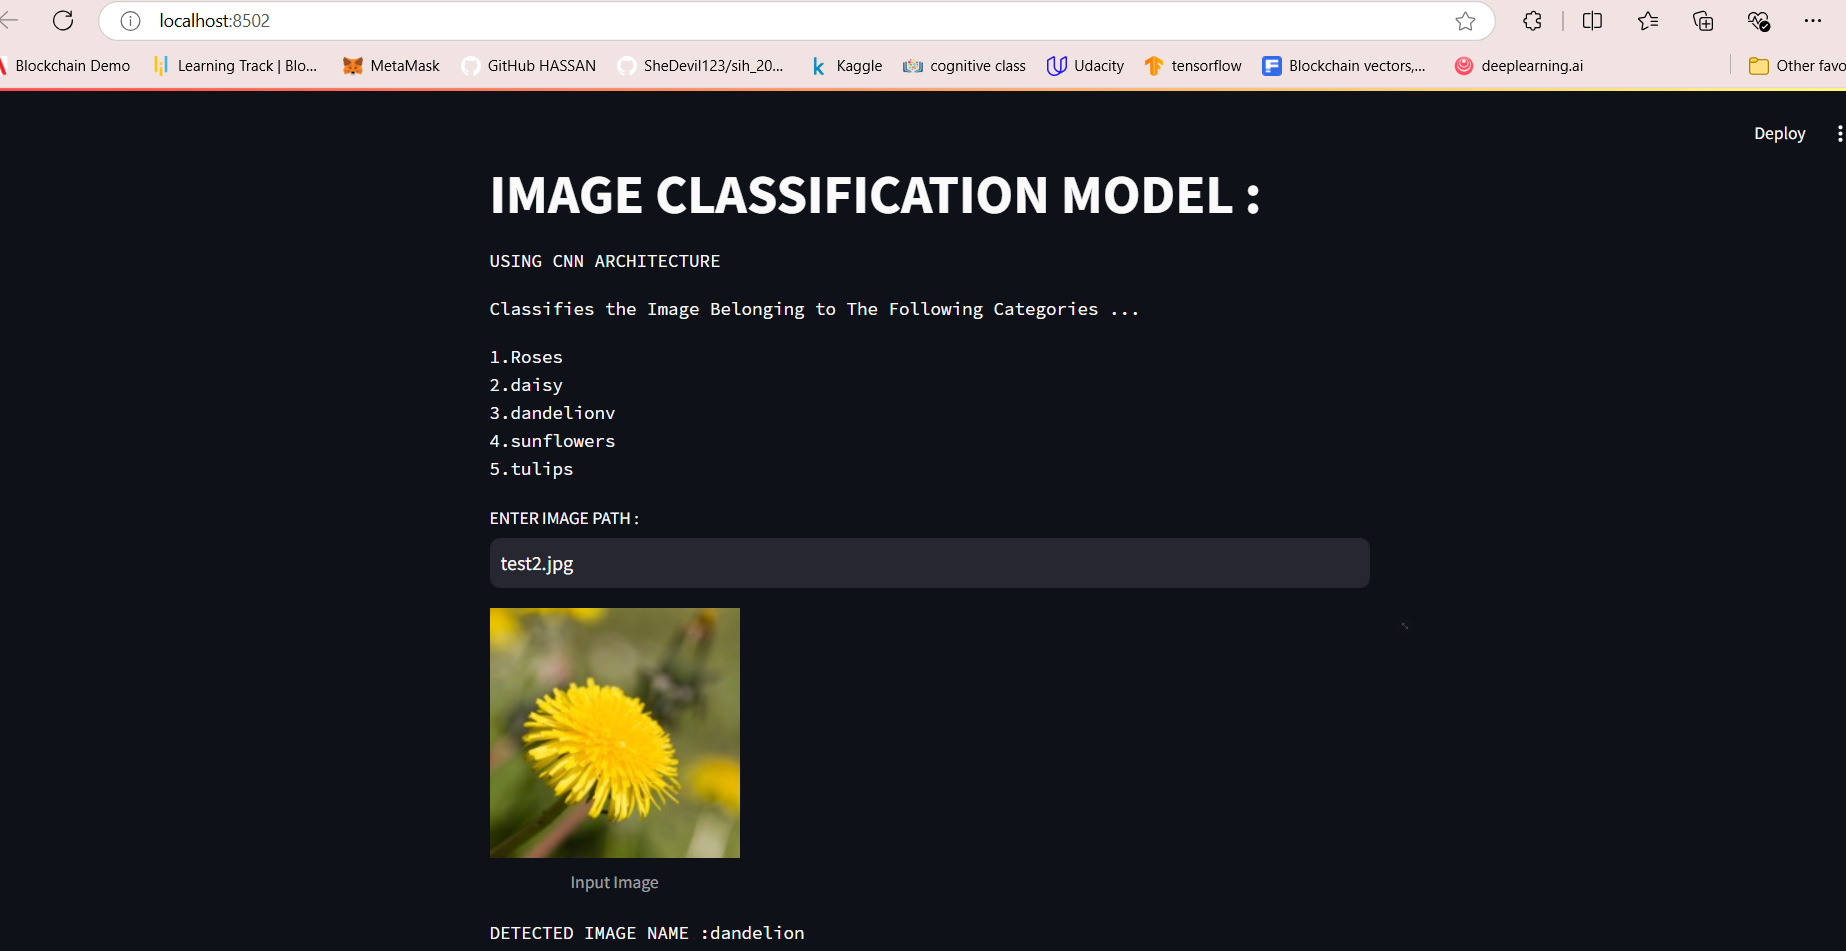 localhost:8502
Blockchain Demo Learning Track | Blo... MetaMask GitHub HASSAN SheDevil123/sih_20... Kaggle cognitive class Udacity tensorflow Blockchain vectors,... deeplearning.ai Other favo
Deploy
IMAGE CLASSIFICATION MODEL :
USING CNN ARCHITECTURE
Classifies the Image Belonging to The Following Categories ...
1.Roses
2.daisy
3.dandelionv
4.sunflowers
5.tulips
ENTER IMAGE PATH :
test2.jpg
Input Image
DETECTED IMAGE NAME :dandelion